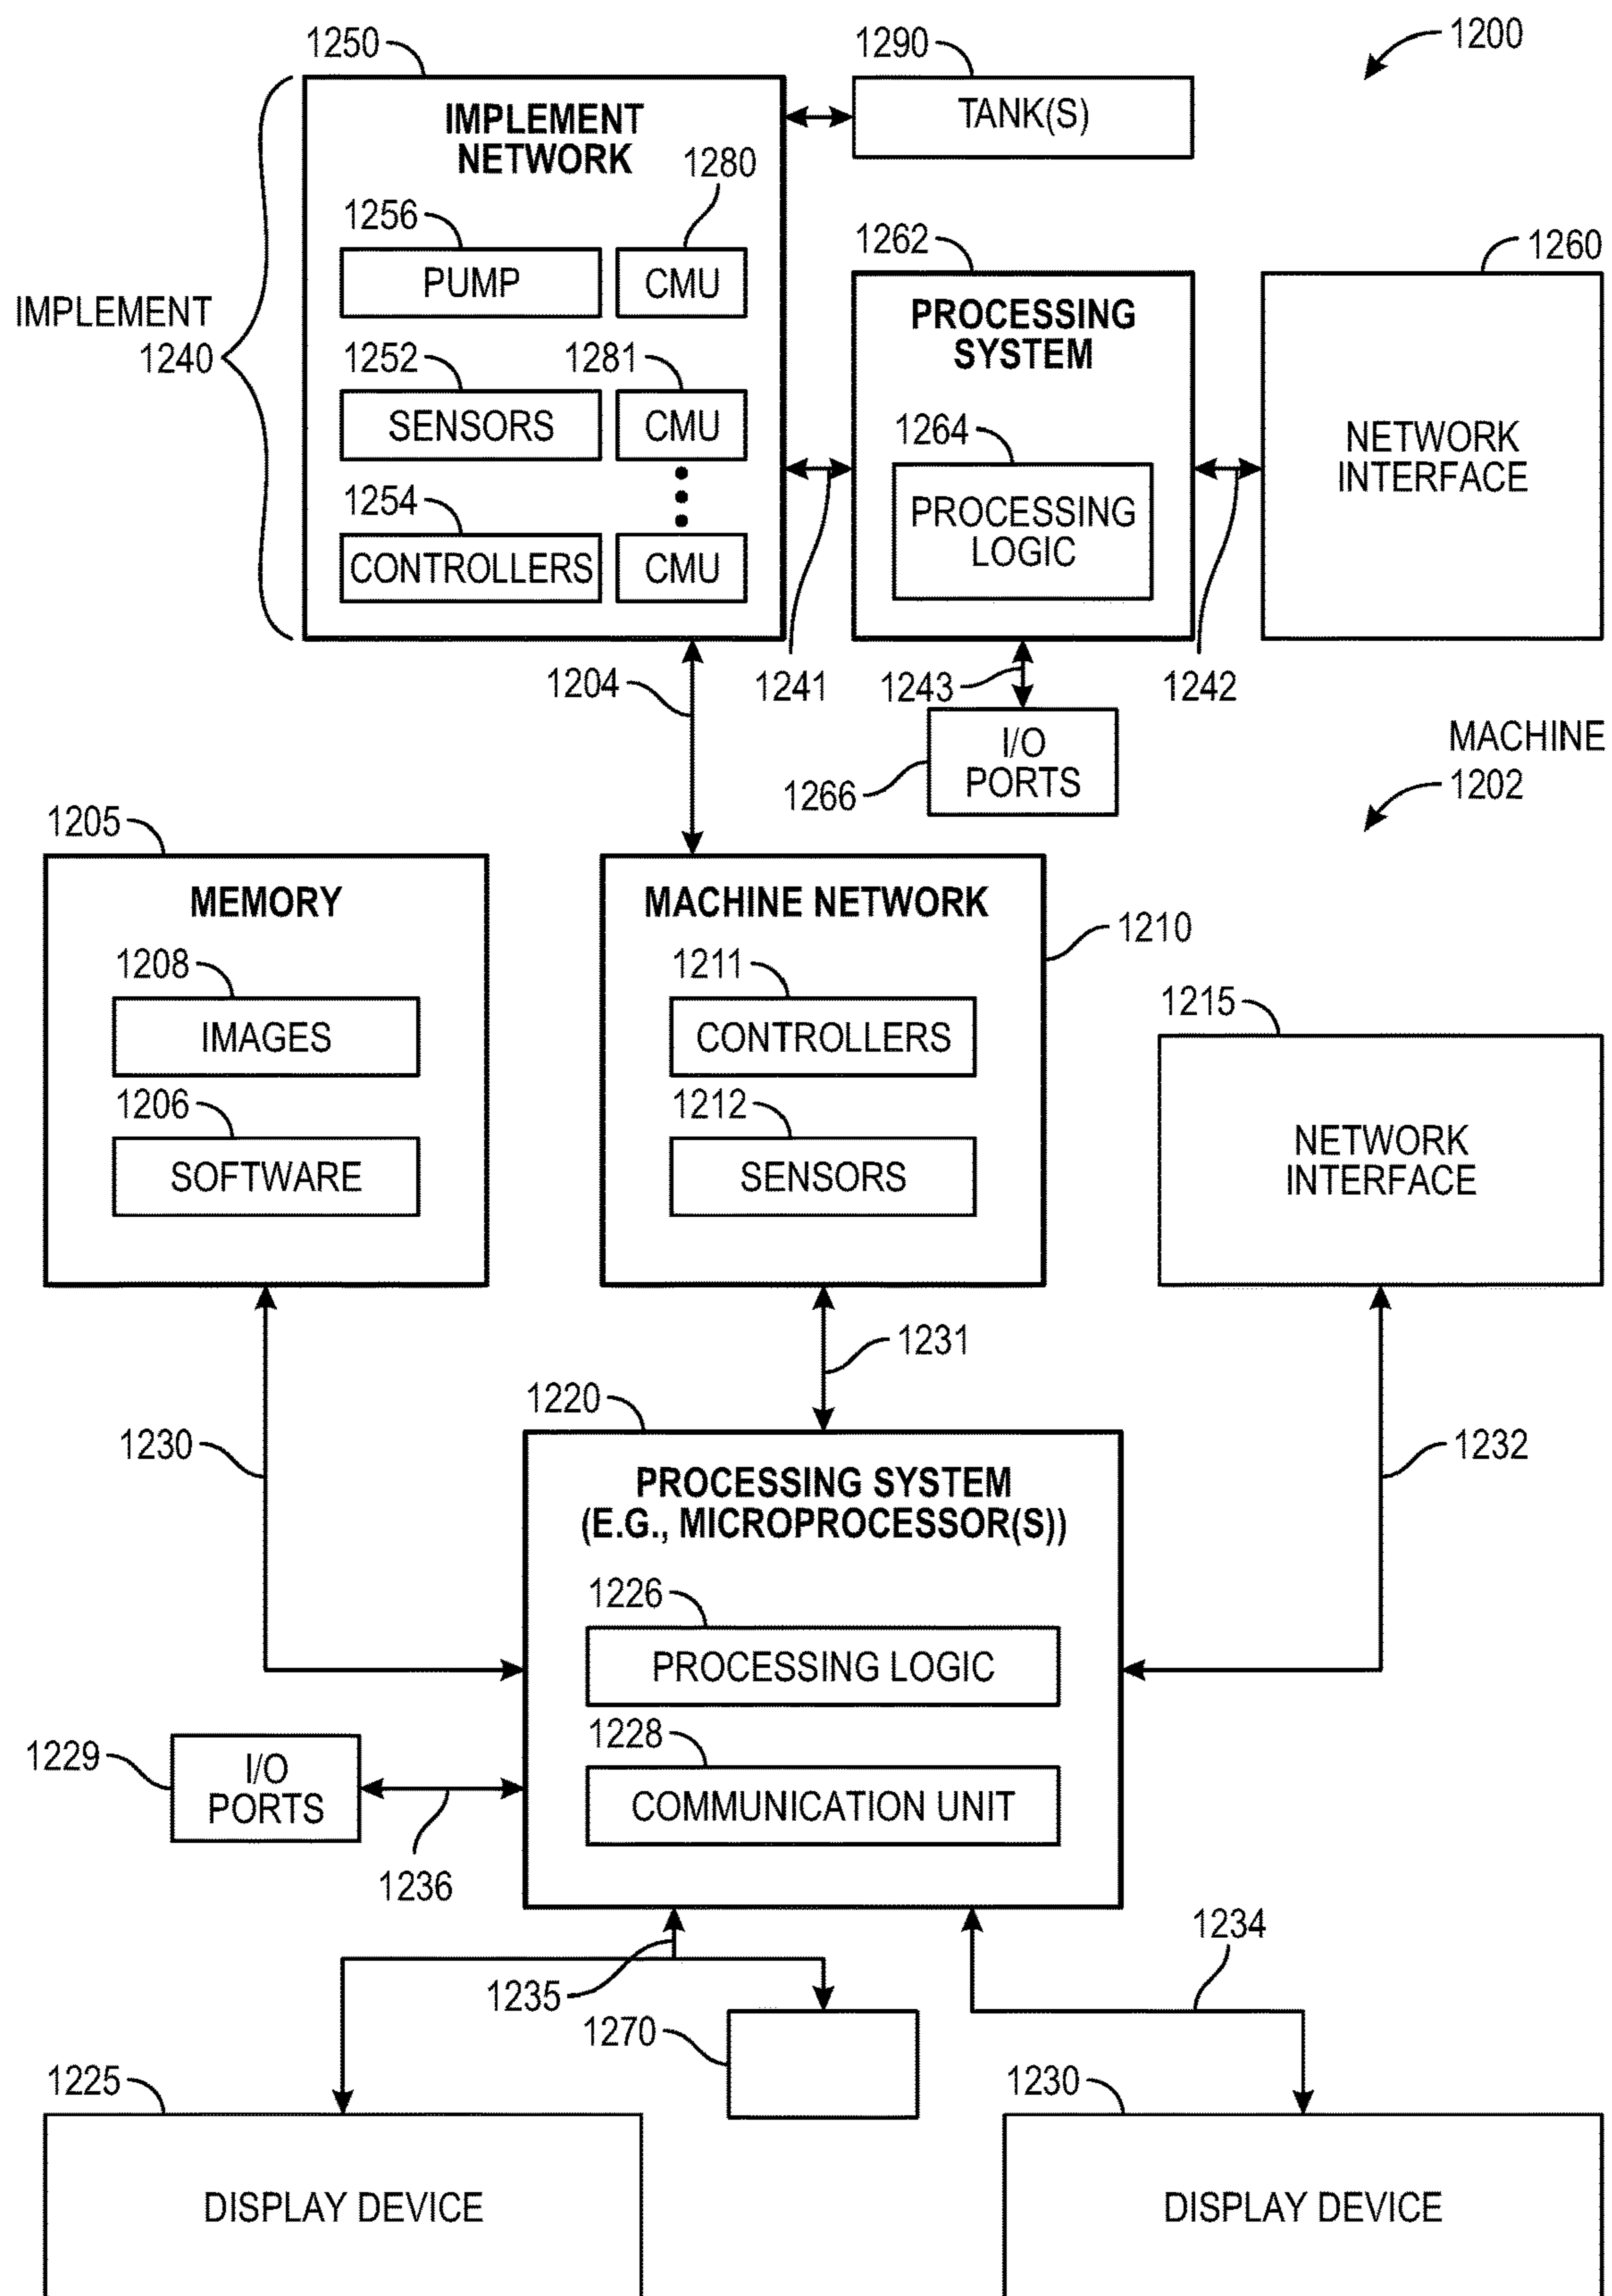 1200
1250
1290
IMPLEMENT
NETWORK
TANK(S)
1280
1256
PUMP
CMU
1262
1260
IMPLEMENT
1240
PROCESSING
SYSTEM
1252
1281
SENSORS
CMU
1264
NETWORK
INTERFACE
1254
PROCESSING
LOGIC
CONTROLLERS
CMU
1204
1241
1243
1242
I/O
PORTS
1266
MACHINE
1202
1205
MEMORY
MACHINE NETWORK
1210
1208
IMAGES
1211
CONTROLLERS
1215
1206
SOFTWARE
1212
SENSORS
NETWORK
INTERFACE
1231
1220
1230
1232
PROCESSING SYSTEM
(E.G., MICROPROCESSOR(S))
1226
PROCESSING LOGIC
1228
COMMUNICATION UNIT
1229
I/O
PORTS
1236
1234
1235
1270
1225
1230
DISPLAY DEVICE
DISPLAY DEVICE